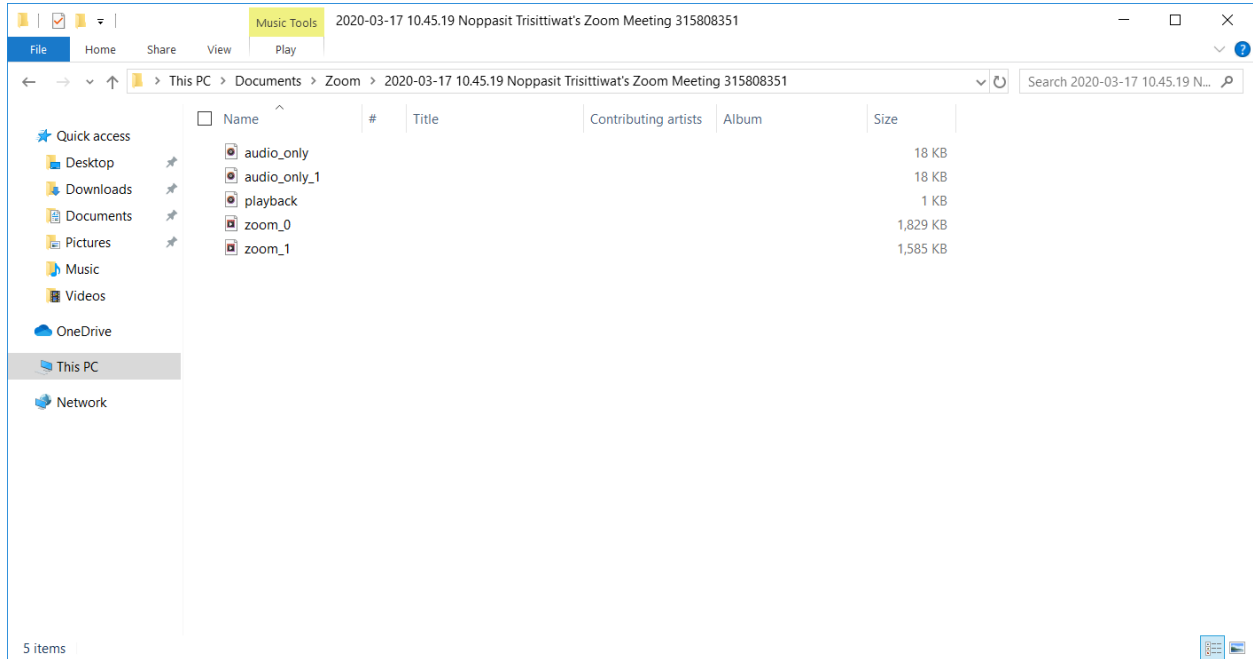 Music Tools 2020-03-17 10.45.19 Noppasit Trisittiwat's Zoom Meeting 315808351
File Home Share View Play
This PC > Documents > Zoom > 2020-03-17 10.45.19 Noppasit Trisittiwat's Zoom Meeting 315808351 Search 2020-03-17 10.45.19 N...
Name # Title Contributing artists Album Size
Quick access
Desktop
Downloads
Documents
Pictures
Music
Videos
OneDrive
This PC
Network
audio_only 18 KB
audio_only_1 18 KB
playback 1 KB
zoom_0 1,829 KB
zoom_1 1,585 KB
5 items